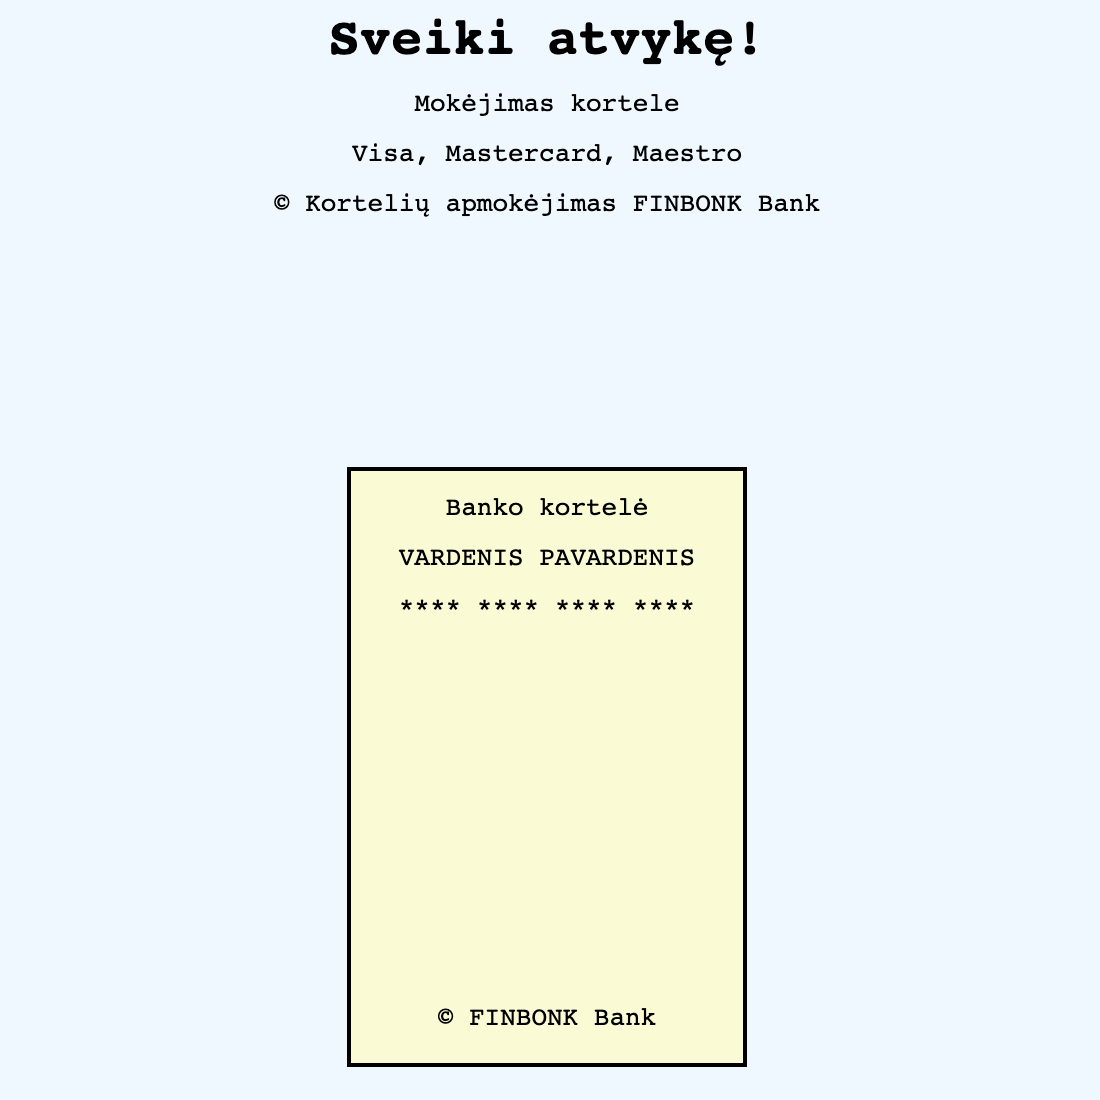 Sveiki atvykę!
Mokėjimas kortele
Visa, Mastercard, Maestro
© Kortelių apmokėjimas FINBONK Bank
Banko kortelė
VARDENIS PAVARDENIS
**** **** **** ****
© FINBONK Bank